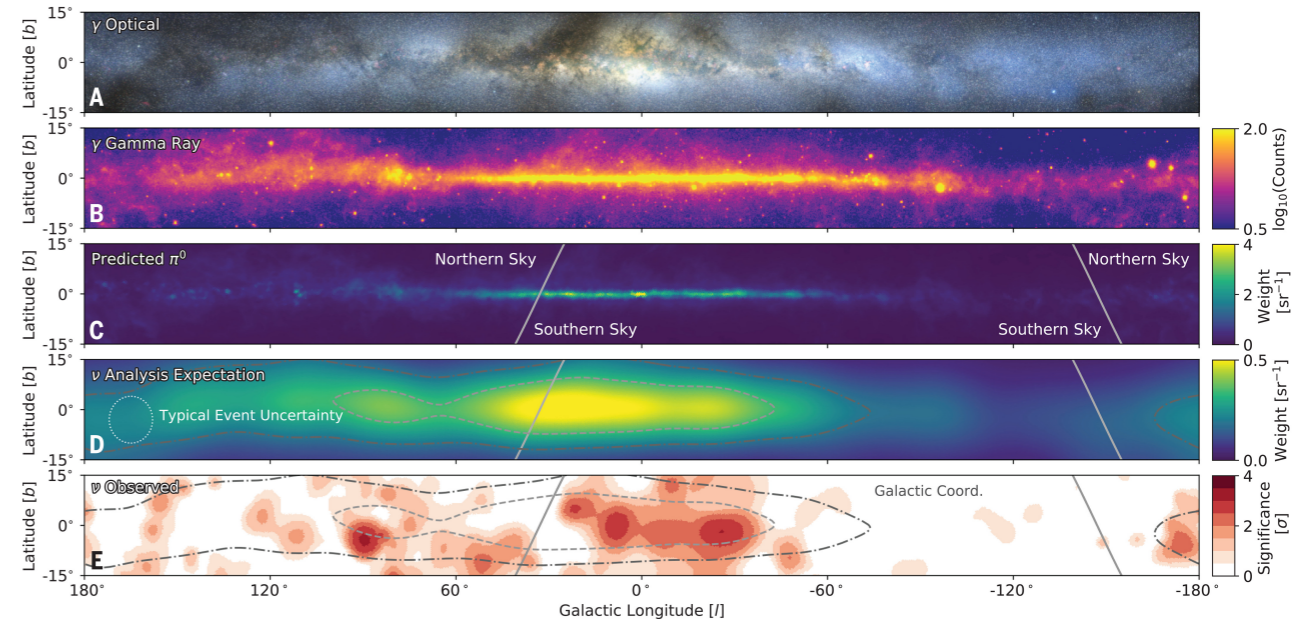 15°
γ Optical
Latitude [b]
0°
A
-15°
15°
γ Gamma Ray
Latitude [b]
0°
B
-15°
2.0
log₁₀(Counts)
0.5
15°
Predicted π⁰
Northern Sky
Northern Sky
Latitude [b]
0°
Southern Sky
Southern Sky
C
-15°
4
2
0
Weight
[sr⁻¹]
15°
ν Analysis Expectation
Typical Event Uncertainty
Latitude [b]
0°
D
-15°
0.5
0.0
Weight [sr⁻¹]
15°
ν Observed
Galactic Coord.
Latitude [b]
0°
E
-15°
4
2
0
Significance
[σ]
180 120 60° 0° -60° -120° -180°
Galactic Longitude [l]